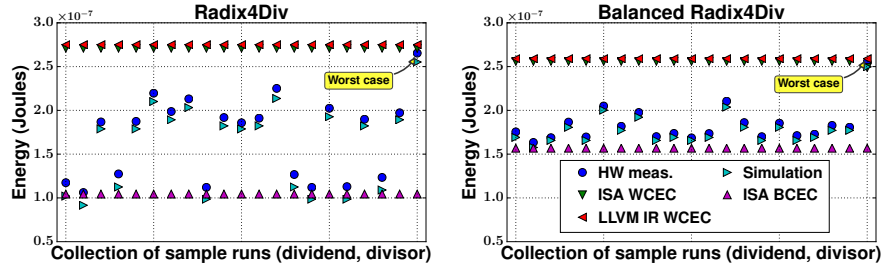 Radix4Div
×10⁻⁷
3.0
2.5
2.0
1.5
1.0
0.5
Energy (Joules)
Worst case
Collection of sample runs (dividend, divisor)
Balanced Radix4Div
×10⁻⁷
3.0
2.5
2.0
1.5
1.0
0.5
Energy (Joules)
Worst case
HW meas.
Simulation
ISA WCEC
ISA BCEC
LLVM IR WCEC
Collection of sample runs (dividend, divisor)